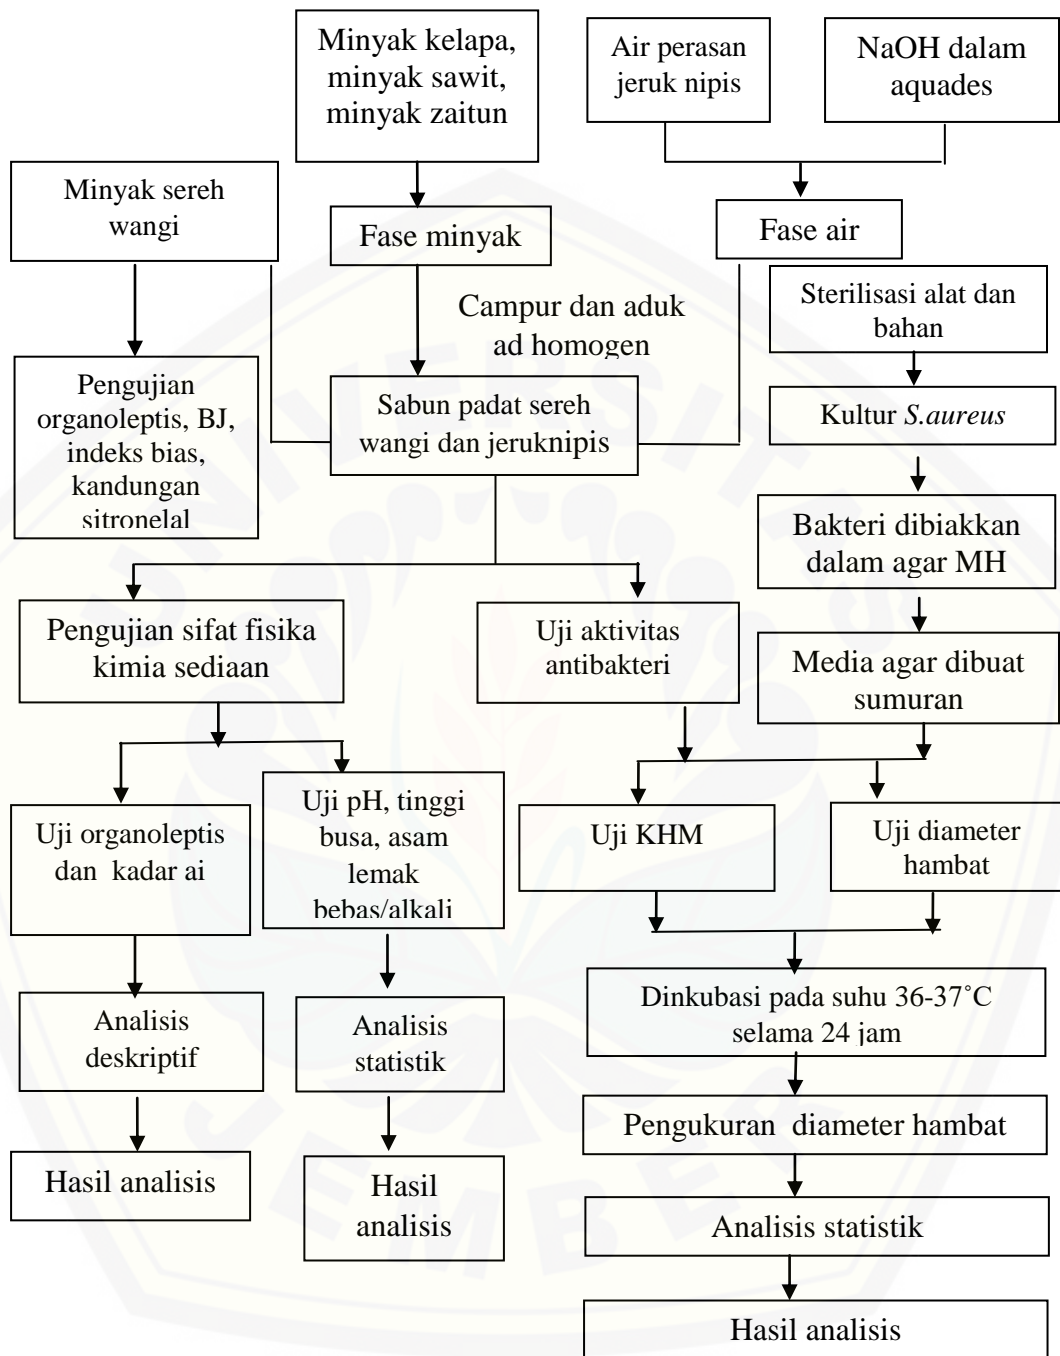 Minyak kelapa,
minyak sawit,
minyak zaitun
Air perasan
jeruk nipis
NaOH dalam
aquades
Minyak sereh
wangi
Fase minyak
Fase air
Campur dan aduk
ad homogen
Sterilisasi alat dan
bahan
Pengujian
organoleptis, BJ,
indeks bias,
kandungan
sitronelal
Sabun padat sereh
wangi dan jeruknipis
Kultur S.aureus
Bakteri dibiakkan
dalam agar MH
Pengujian sifat fisika
kimia sediaan
Uji aktivitas
antibakteri
Media agar dibuat
sumuran
Uji organoleptis
dan kadar ai
Uji pH, tinggi
busa, asam
lemak
bebas/alkali
Uji KHM
Uji diameter
hambat
Analisis
deskriptif
Analisis
statistik
Dinkubasi pada suhu 36-37˚C
selama 24 jam
Pengukuran diameter hambat
Hasil analisis
Hasil
analisis
Analisis statistik
Hasil analisis
UNIVERSITAS
JEMBER